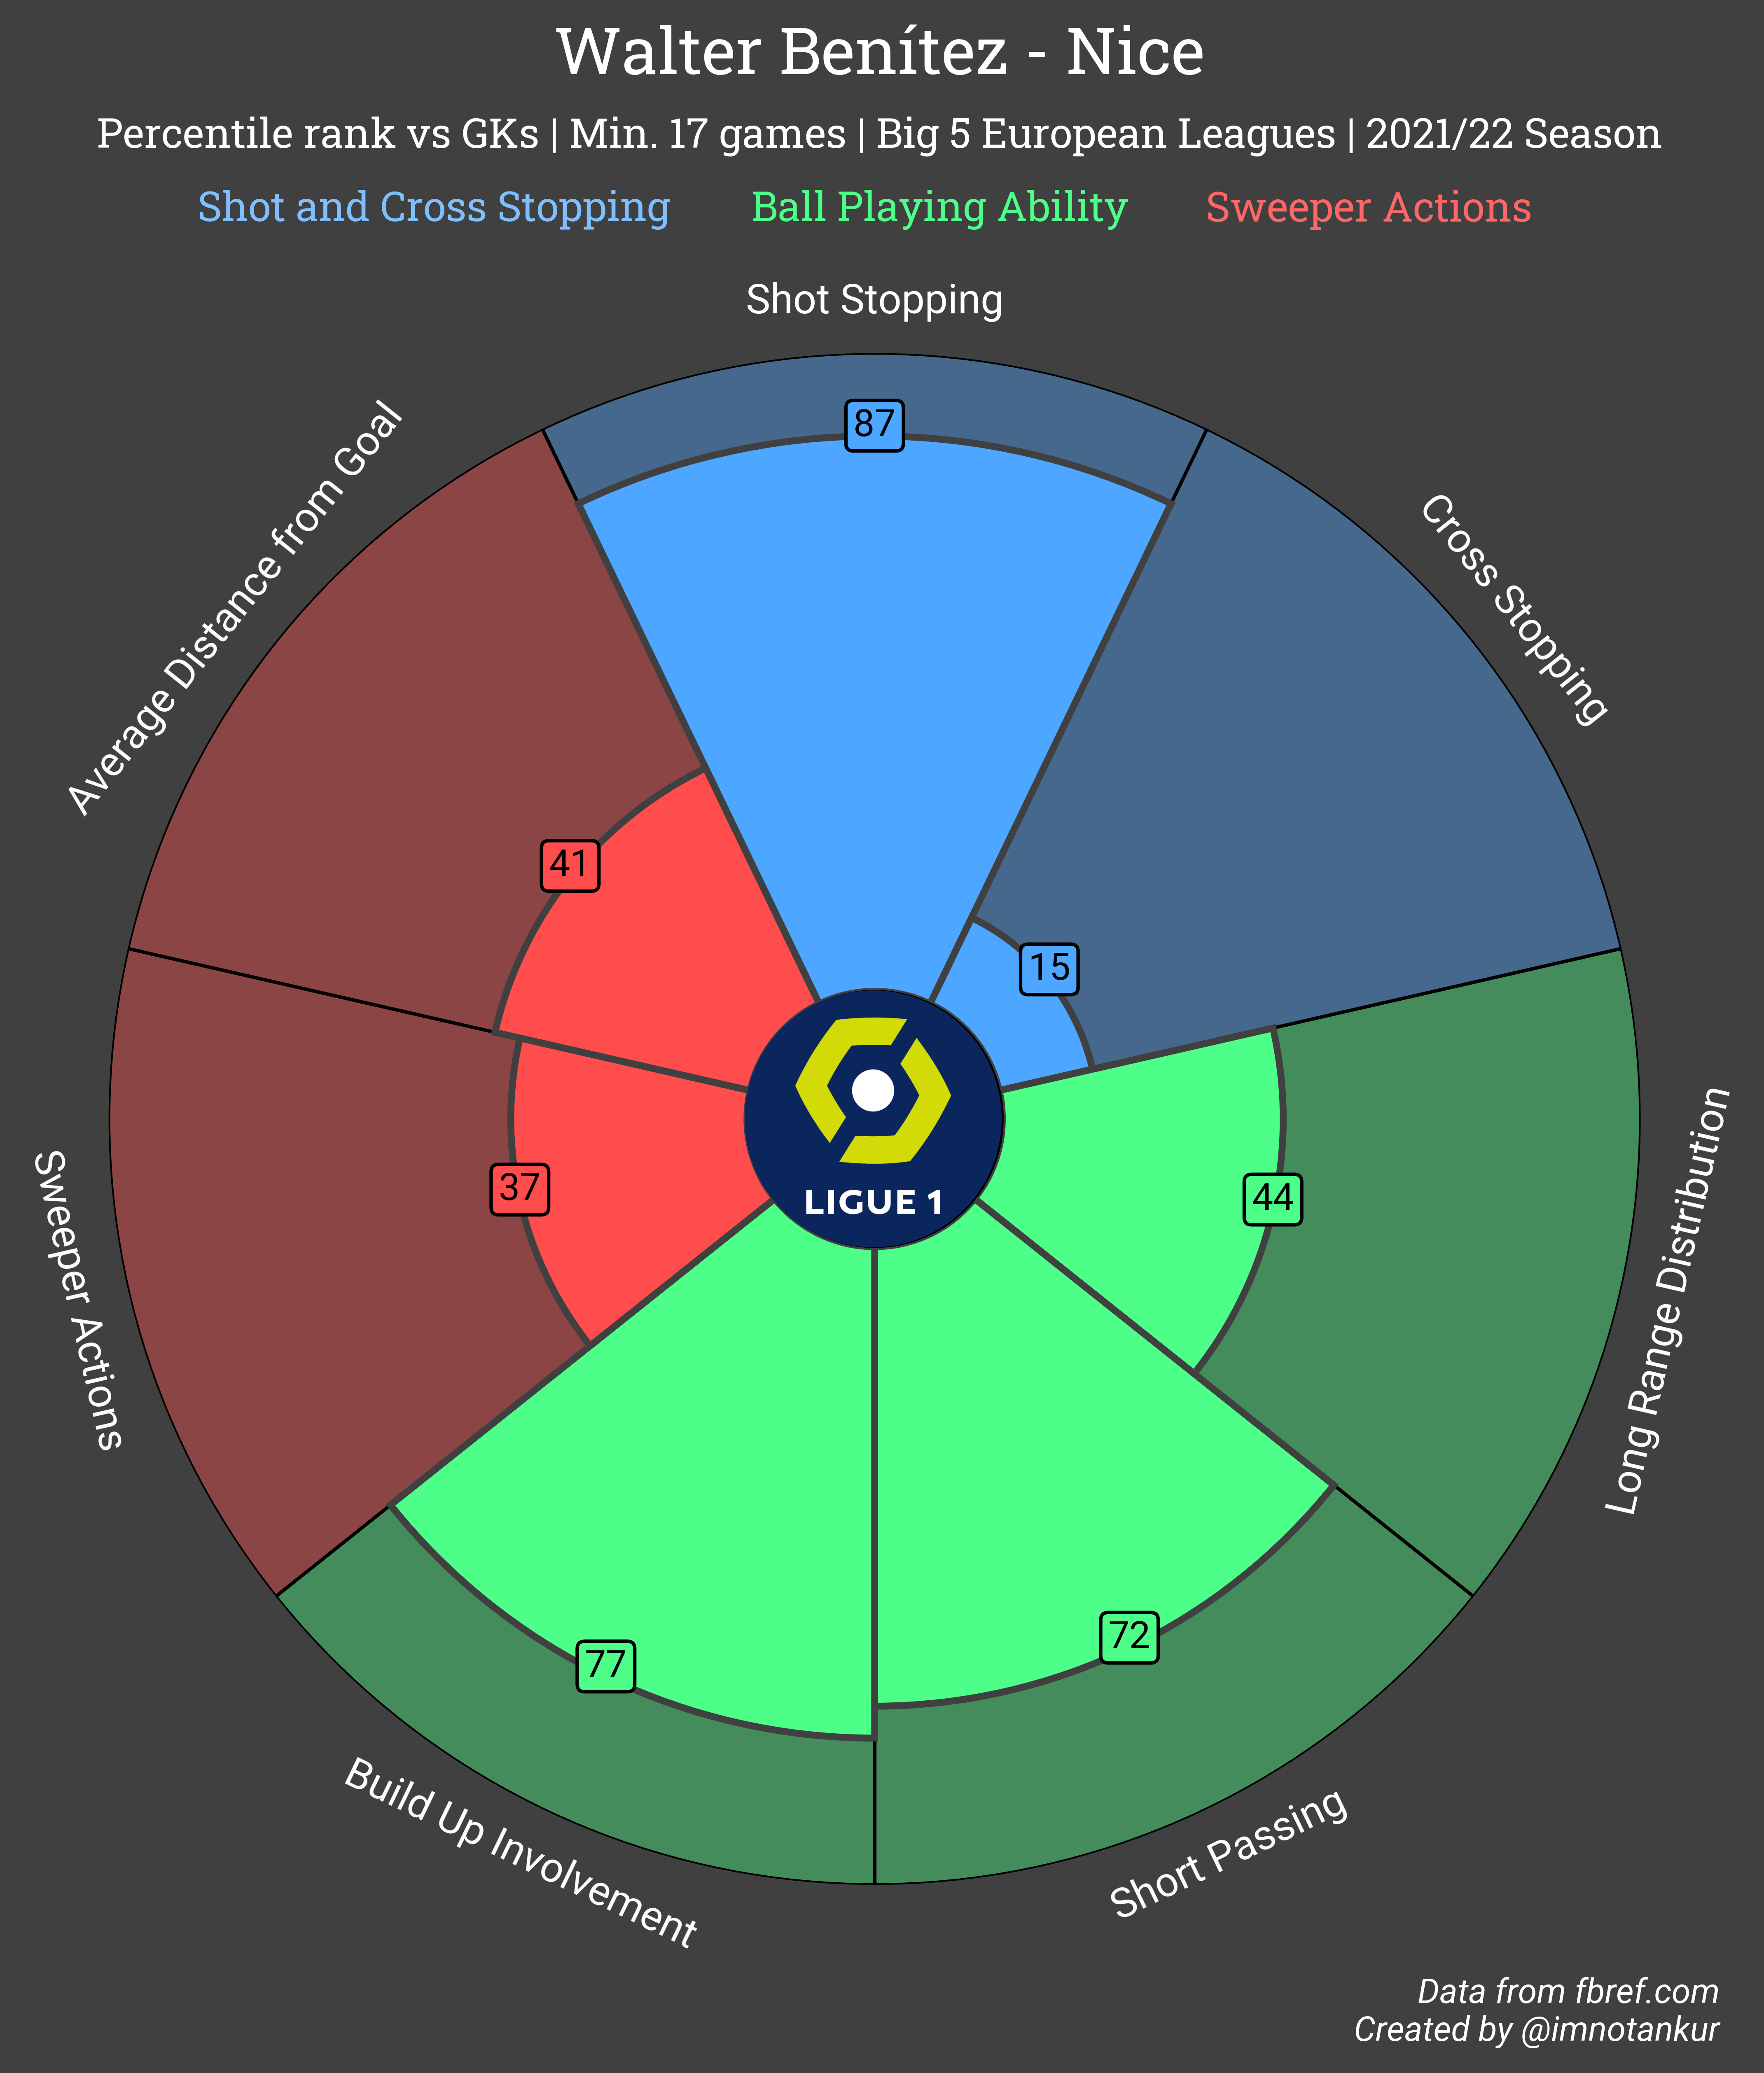 Walter Benítez - Nice
Percentile rank vs GKs | Min. 17 games | Big 5 European Leagues | 2021/22 Season
Shot and Cross Stopping Ball Playing Ability Sweeper Actions
Shot Stopping
Cross Stopping
Long Range Distribution
Short Passing
Build Up Involvement
Sweeper Actions
Average Distance from Goal
87
15
44
72
77
37
41
LIGUE 1
Data from fbref.com
Created by @imnotankur